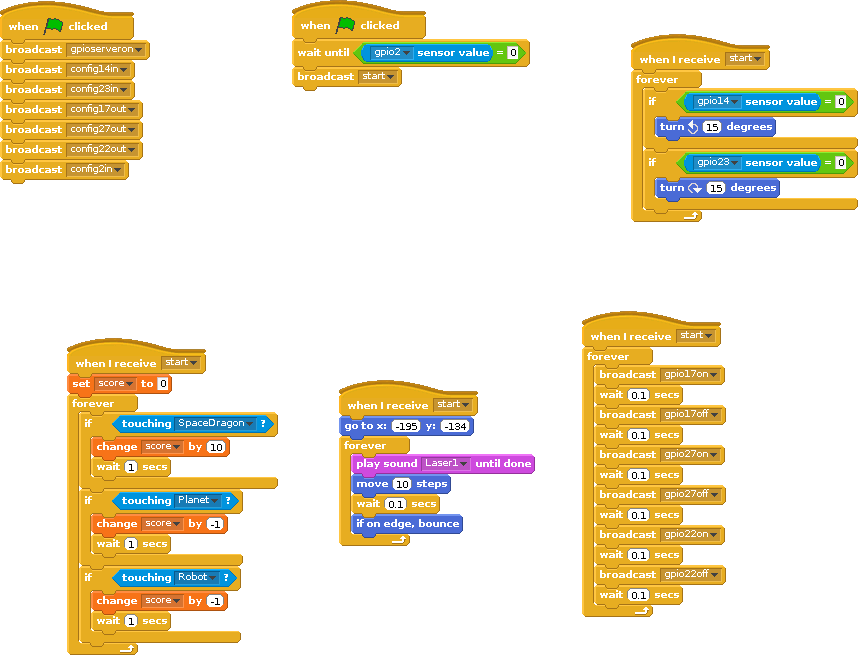 when clicked
broadcast gpioserveron
broadcast config14in
broadcast config23in
broadcast config17out
broadcast config27out
broadcast config22out
broadcast config2in
when clicked
wait until gpio2 sensor value = 0
broadcast start
when I receive start
forever
if gpio14 sensor value = 0
turn 15 degrees
if gpio23 sensor value = 0
turn 15 degrees
when I receive start
set score to 0
forever
if touching SpaceDragon ?
change score by 10
wait 1 secs
if touching Planet ?
change score by -1
wait 1 secs
if touching Robot ?
change score by -1
wait 1 secs
when I receive start
go to x: -195 y: -134
forever
play sound Laser1 until done
move 10 steps
wait 0.1 secs
if on edge, bounce
when I receive start
forever
broadcast gpio17on
wait 0.1 secs
broadcast gpio17off
wait 0.1 secs
broadcast gpio27on
wait 0.1 secs
broadcast gpio27off
wait 0.1 secs
broadcast gpio22on
wait 0.1 secs
broadcast gpio22off
wait 0.1 secs